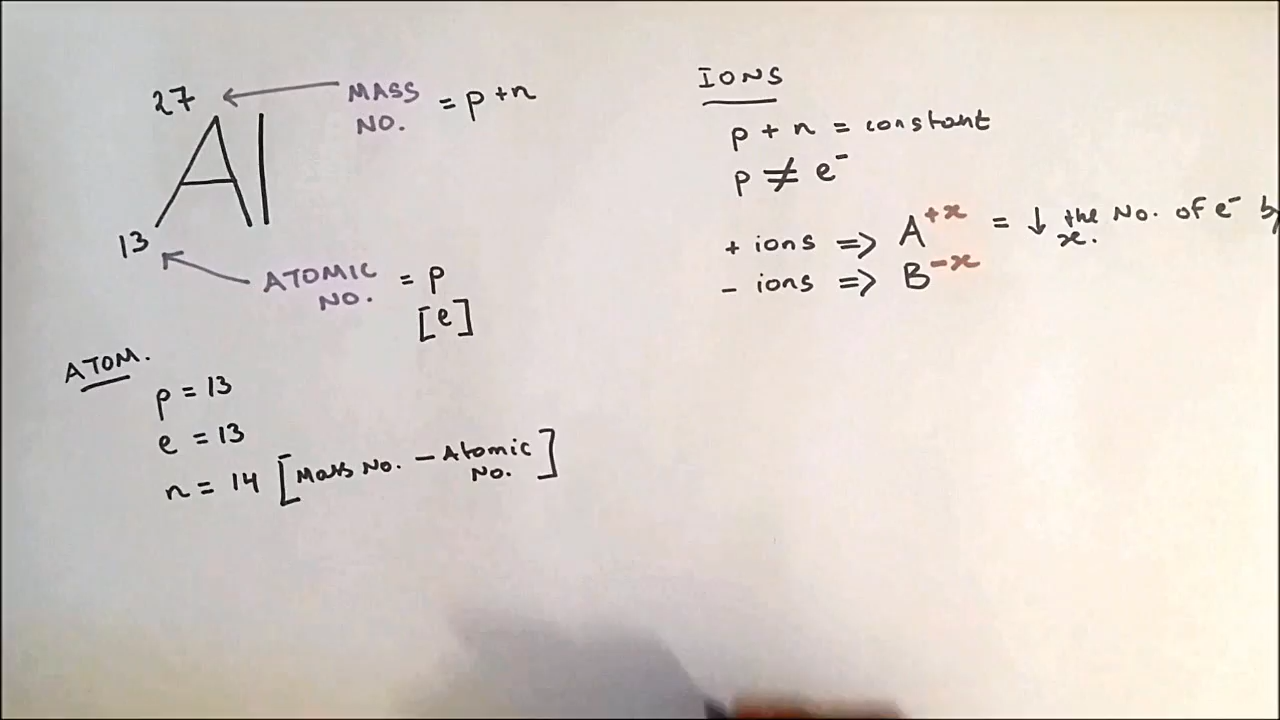 27
MASS NO. = p+n
Al
13
ATOMIC NO. = p
[e]
ATOM.
p = 13
e = 13
n = 14 [Mass No. - Atomic No.]
IONS
p + n = constant
p ≠ e⁻
+ ions => A⁺ˣ = ↓ the No. of e⁻ by x.
- ions => B⁻ˣ